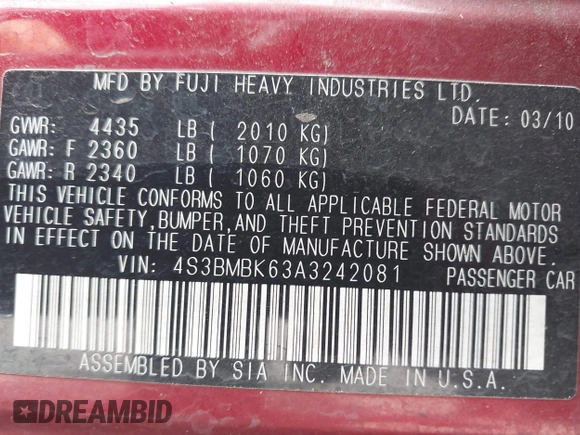 MFD BY FUJI HEAVY INDUSTRIES LTD.
DATE: 03/10
GVWR: 4435 LB ( 2010 KG)
GAWR: F 2360 LB ( 1070 KG)
GAWR: R 2340 LB ( 1060 KG)
THIS VEHICLE CONFORMS TO ALL APPLICABLE FEDERAL MOTOR
VEHICLE SAFETY,BUMPER,AND THEFT PREVENTION STANDARDS
IN EFFECT ON THE DATE OF MANUFACTURE SHOWN ABOVE.
VIN: 4S3BMBK63A3242081 PASSENGER CAR
ASSEMBLED BY SIA INC. MADE IN U.S.A.
DREAMBID